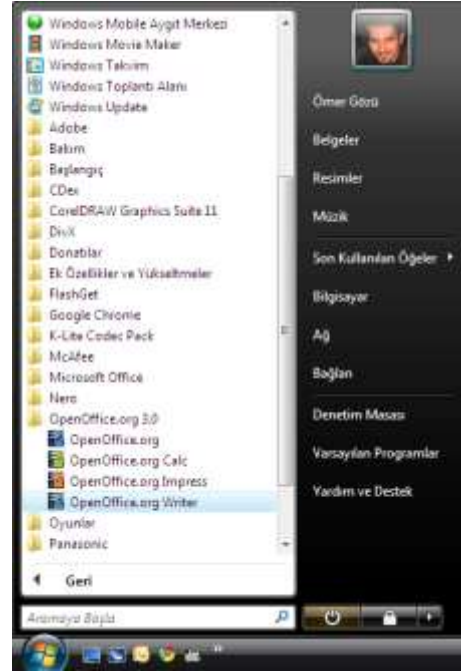 Windows Mobile Aygıt Merkezi
Windows Movie Maker
Windows Takvim
Windows Toplantı Alanı
Windows Update
Adobe
Bakım
Başlangıç
CDex
CorelDRAW Graphics Suite 11
DivX
Donatılar
Ek Özellikler ve Yükseltmeler
FlashGet
Google Chrome
K-Lite Codec Pack
McAfee
Microsoft Office
Nero
OpenOffice.org 3.0
OpenOffice.org
OpenOffice.org Calc
OpenOffice.org Impress
OpenOffice.org Writer
Oyunlar
Panasonic
Geri
Aramaya Başla
Ömer Gözü
Belgeler
Resimler
Müzik
Son Kullanılan Öğeler
Bilgisayar
Ağ
Bağlan
Denetim Masası
Varsayılan Programlar
Yardım ve Destek